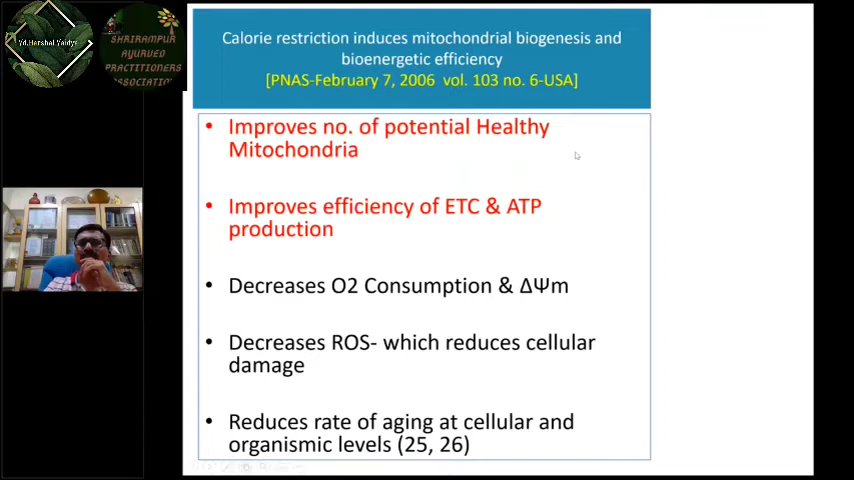 Yd.Harshal Vaidya
SHRIRAMPUR
AYURVED
PRACTITIONERS
ASSOCIATION
Calorie restriction induces mitochondrial biogenesis and
bioenergetic efficiency
[PNAS-February 7, 2006 vol. 103 no. 6-USA]
• Improves no. of potential Healthy
Mitochondria
• Improves efficiency of ETC & ATP
production
• Decreases O2 Consumption & ΔΨm
• Decreases ROS- which reduces cellular
damage
• Reduces rate of aging at cellular and
organismic levels (25, 26)